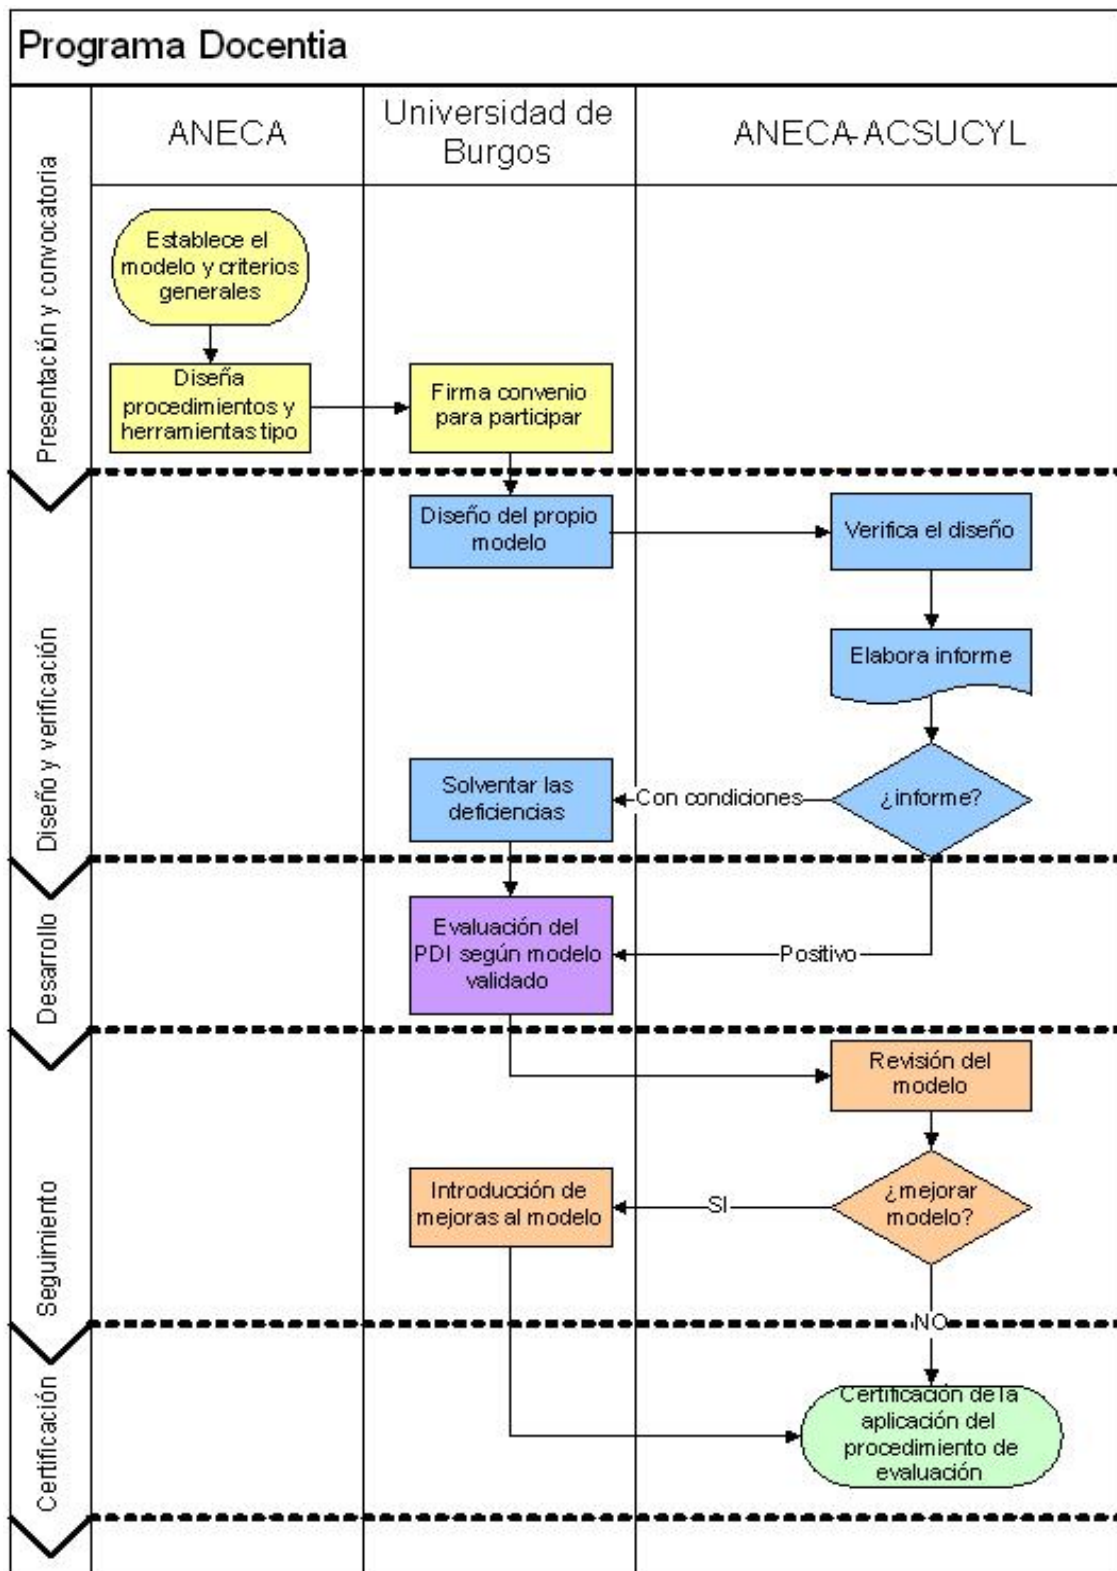 Programa Docentia
ANECA
Universidad de
Burgos
ANECA-ACSUCYL
Presentación y convocatoria
Establece el
modelo y criterios
generales
Diseña
procedimientos y
herramientas tipo
Firma convenio
para participar
Diseño y verificación
Diseño del propio
modelo
Verifica el diseño
Elabora informe
¿informe?
Con condiciones
Solventar las
deficiencias
Desarrollo
Evaluación del
PDI según modelo
validado
Positivo
Seguimiento
Revisión del
modelo
¿mejorar
modelo?
SI
Introducción de
mejoras al modelo
NO
Certificación
Certificación de la
aplicación del
procedimiento de
evaluación